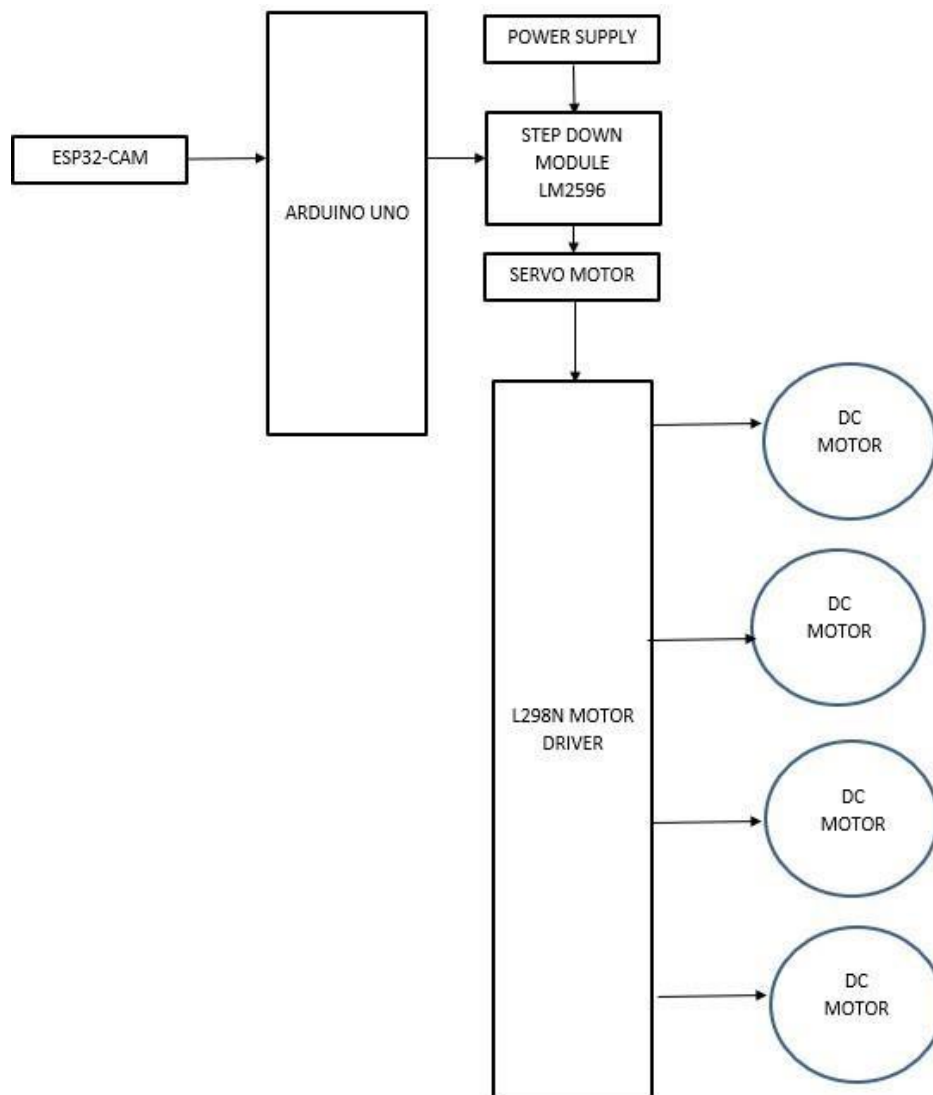 POWER SUPPLY
ESP32-CAM
ARDUINO UNO
STEP DOWN
MODULE
LM2596
SERVO MOTOR
L298N MOTOR
DRIVER
DC
MOTOR
DC
MOTOR
DC
MOTOR
DC
MOTOR